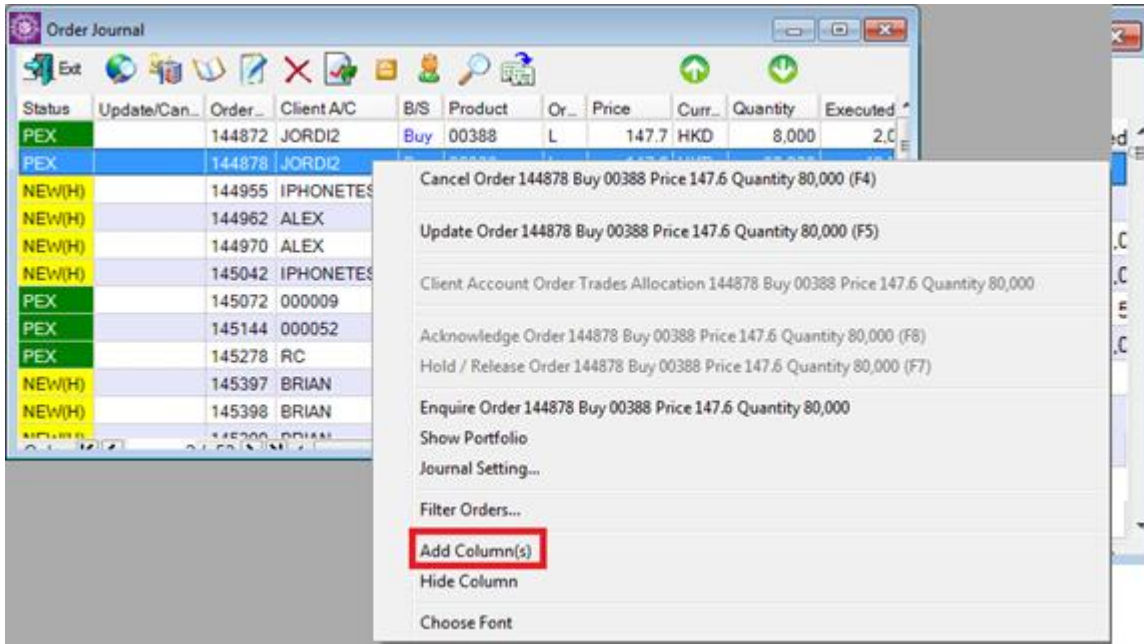 Order Journal
Exit
Status Update/Can... Order... Client A/C B/S Product Or... Price Curr... Quantity Executed
PEX 144872 JORDI2 Buy 00388 L 147.7 HKD 8,000 2,0
PEX 144878 JORDI2
NEW(H) 144955 IPHONETES
NEW(H) 144962 ALEX
NEW(H) 144970 ALEX
NEW(H) 145042 IPHONETES
PEX 145072 000009
PEX 145144 000052
PEX 145278 RC
NEW(H) 145397 BRIAN
NEW(H) 145398 BRIAN
Cancel Order 144878 Buy 00388 Price 147.6 Quantity 80,000 (F4)
Update Order 144878 Buy 00388 Price 147.6 Quantity 80,000 (F5)
Client Account Order Trades Allocation 144878 Buy 00388 Price 147.6 Quantity 80,000
Acknowledge Order 144878 Buy 00388 Price 147.6 Quantity 80,000 (F8)
Hold / Release Order 144878 Buy 00388 Price 147.6 Quantity 80,000 (F7)
Enquire Order 144878 Buy 00388 Price 147.6 Quantity 80,000
Show Portfolio
Journal Setting...
Filter Orders...
Add Column(s)
Hide Column
Choose Font